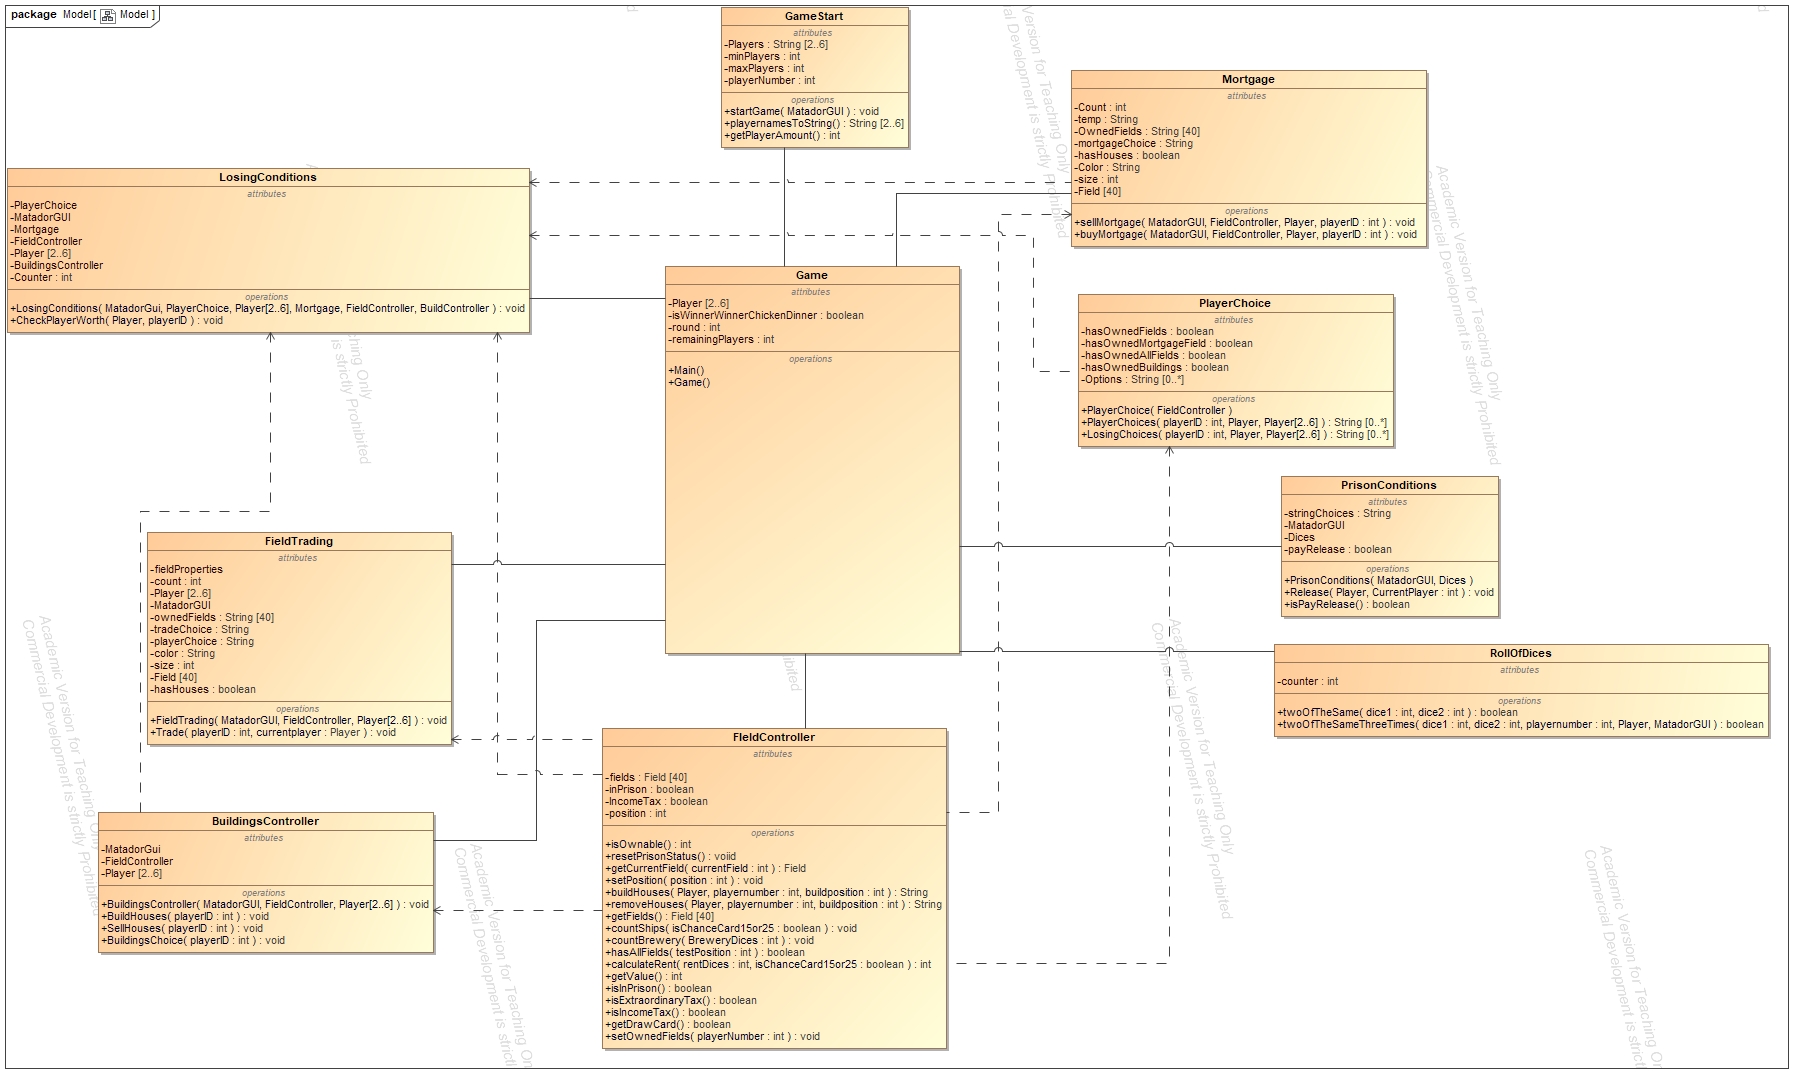 package Model[ Model ]
GameStart
attributes
-Players : String [2..6]
-minPlayers : int
-maxPlayers : int
-playerNumber : int
operations
+startGame( MatadorGUI ) : void
+playernamesToString() : String [2..6]
+getPlayerAmount() : int
Mortgage
attributes
-Count : int
-temp : String
-OwnedFields : String [40]
-mortgageChoice : String
-hasHouses : boolean
-Color : String
-size : int
-Field [40]
operations
+sellMortgage( MatadorGUI, FieldController, Player, playerID : int ) : void
+buyMortgage( MatadorGUI, FieldController, Player, playerID : int ) : void
LosingConditions
attributes
-PlayerChoice
-MatadorGUI
-Mortgage
-FieldController
-Player [2..6]
-BuildingsController
-Counter : int
operations
+LosingConditions( MatadorGui, PlayerChoice, Player[2..6], Mortgage, FieldController, BuildController ) : void
+CheckPlayerWorth ( Player, playerID ) : void
Game
attributes
-Player [2..6]
-isWinnerWinnerChickenDinner : boolean
-round : int
-remainingPlayers : int
operations
+Main()
+Game()
PlayerChoice
attributes
-hasOwnedFields : boolean
-hasOwnedMortgageField : boolean
-hasOwnedAllFields : boolean
-hasOwnedBuildings : boolean
-Options : String [0..*]
operations
+PlayerChoice( FieldController )
+PlayerChoices( playerID : int, Player, Player[2..6] ) : String [0..*]
+LosingChoices( playerID : int, Player, Player[2..6] ) : String [0..*]
PrisonConditions
attributes
-stringChoices : String
-MatadorGUI
-Dices
-payRelease : boolean
operations
+PrisonConditions( MatadorGUI, Dices )
+Release( Player, CurrentPlayer : int ) : void
+isPayRelease() : boolean
FieldTrading
attributes
-fieldProperties
-count : int
-Player [2..6]
-MatadorGUI
-ownedFields : String [40]
-tradeChoice : String
-playerChoice : String
-color : String
-size : int
-Field [40]
-hasHouses : boolean
operations
+FieldTrading( MatadorGUI, FieldController, Player[2..6] ) : void
+Trade( playerID : int, currentplayer : Player ) : void
RollOfDices
attributes
-counter : int
operations
+twoOfTheSame( dice1 : int, dice2 : int ) : boolean
+twoOfTheSameThreeTimes( dice1 : int, dice2 : int, playernumber : int, Player, MatadorGUI ) : boolean
FIeldController
attributes
-fields : Field [40]
-inPrison : boolean
-IncomeTax : boolean
-position : int
operations
+isOwnable() : int
+resetPrisonStatus() : voiid
+getCurrentField( currentField : int ) : Field
+setPosition( position : int ) : void
+buildHouses( Player, playernumber : int, buildposition : int ) : String
+removeHouses( Player, playernumber : int, buildposition : int ) : String
+getFields() : Field [40]
+countShips( isChanceCard15or25 : boolean ) : void
+countBrewery( BreweryDices : int ) : void
+hasAllFields( testPosition : int ) : boolean
+calculateRent( rentDices : int, isChanceCard15or25 : boolean ) : int
+getValue() : int
+isInPrison() : boolean
+isExtraordinaryTax() : boolean
+isIncomeTax() : boolean
+getDrawCard() : boolean
+setOwnedFields( playerNumber : int ) : void
BuildingsController
attributes
-MatadorGui
-FieldController
-Player [2..6]
operations
+BuildingsController( MatadorGUI, FieldController, Player[2..6] ) : void
+BuildHouses( playerID : int ) : void
+SellHouses( playerID : int ) : void
+BuildingsChoice( playerID : int ) : void
Academic Version for Teaching Only
Commercial Development is strictly Prohibited